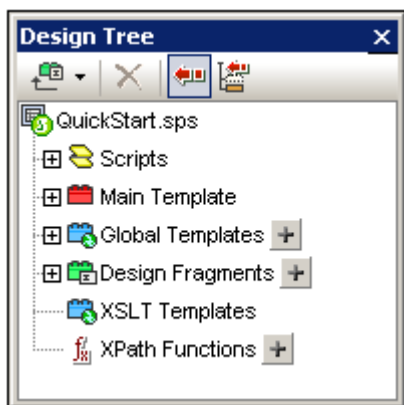 Design Tree
QuickStart.sps
Scripts
Main Template
Global Templates
Design Fragments
XSLT Templates
XPath Functions